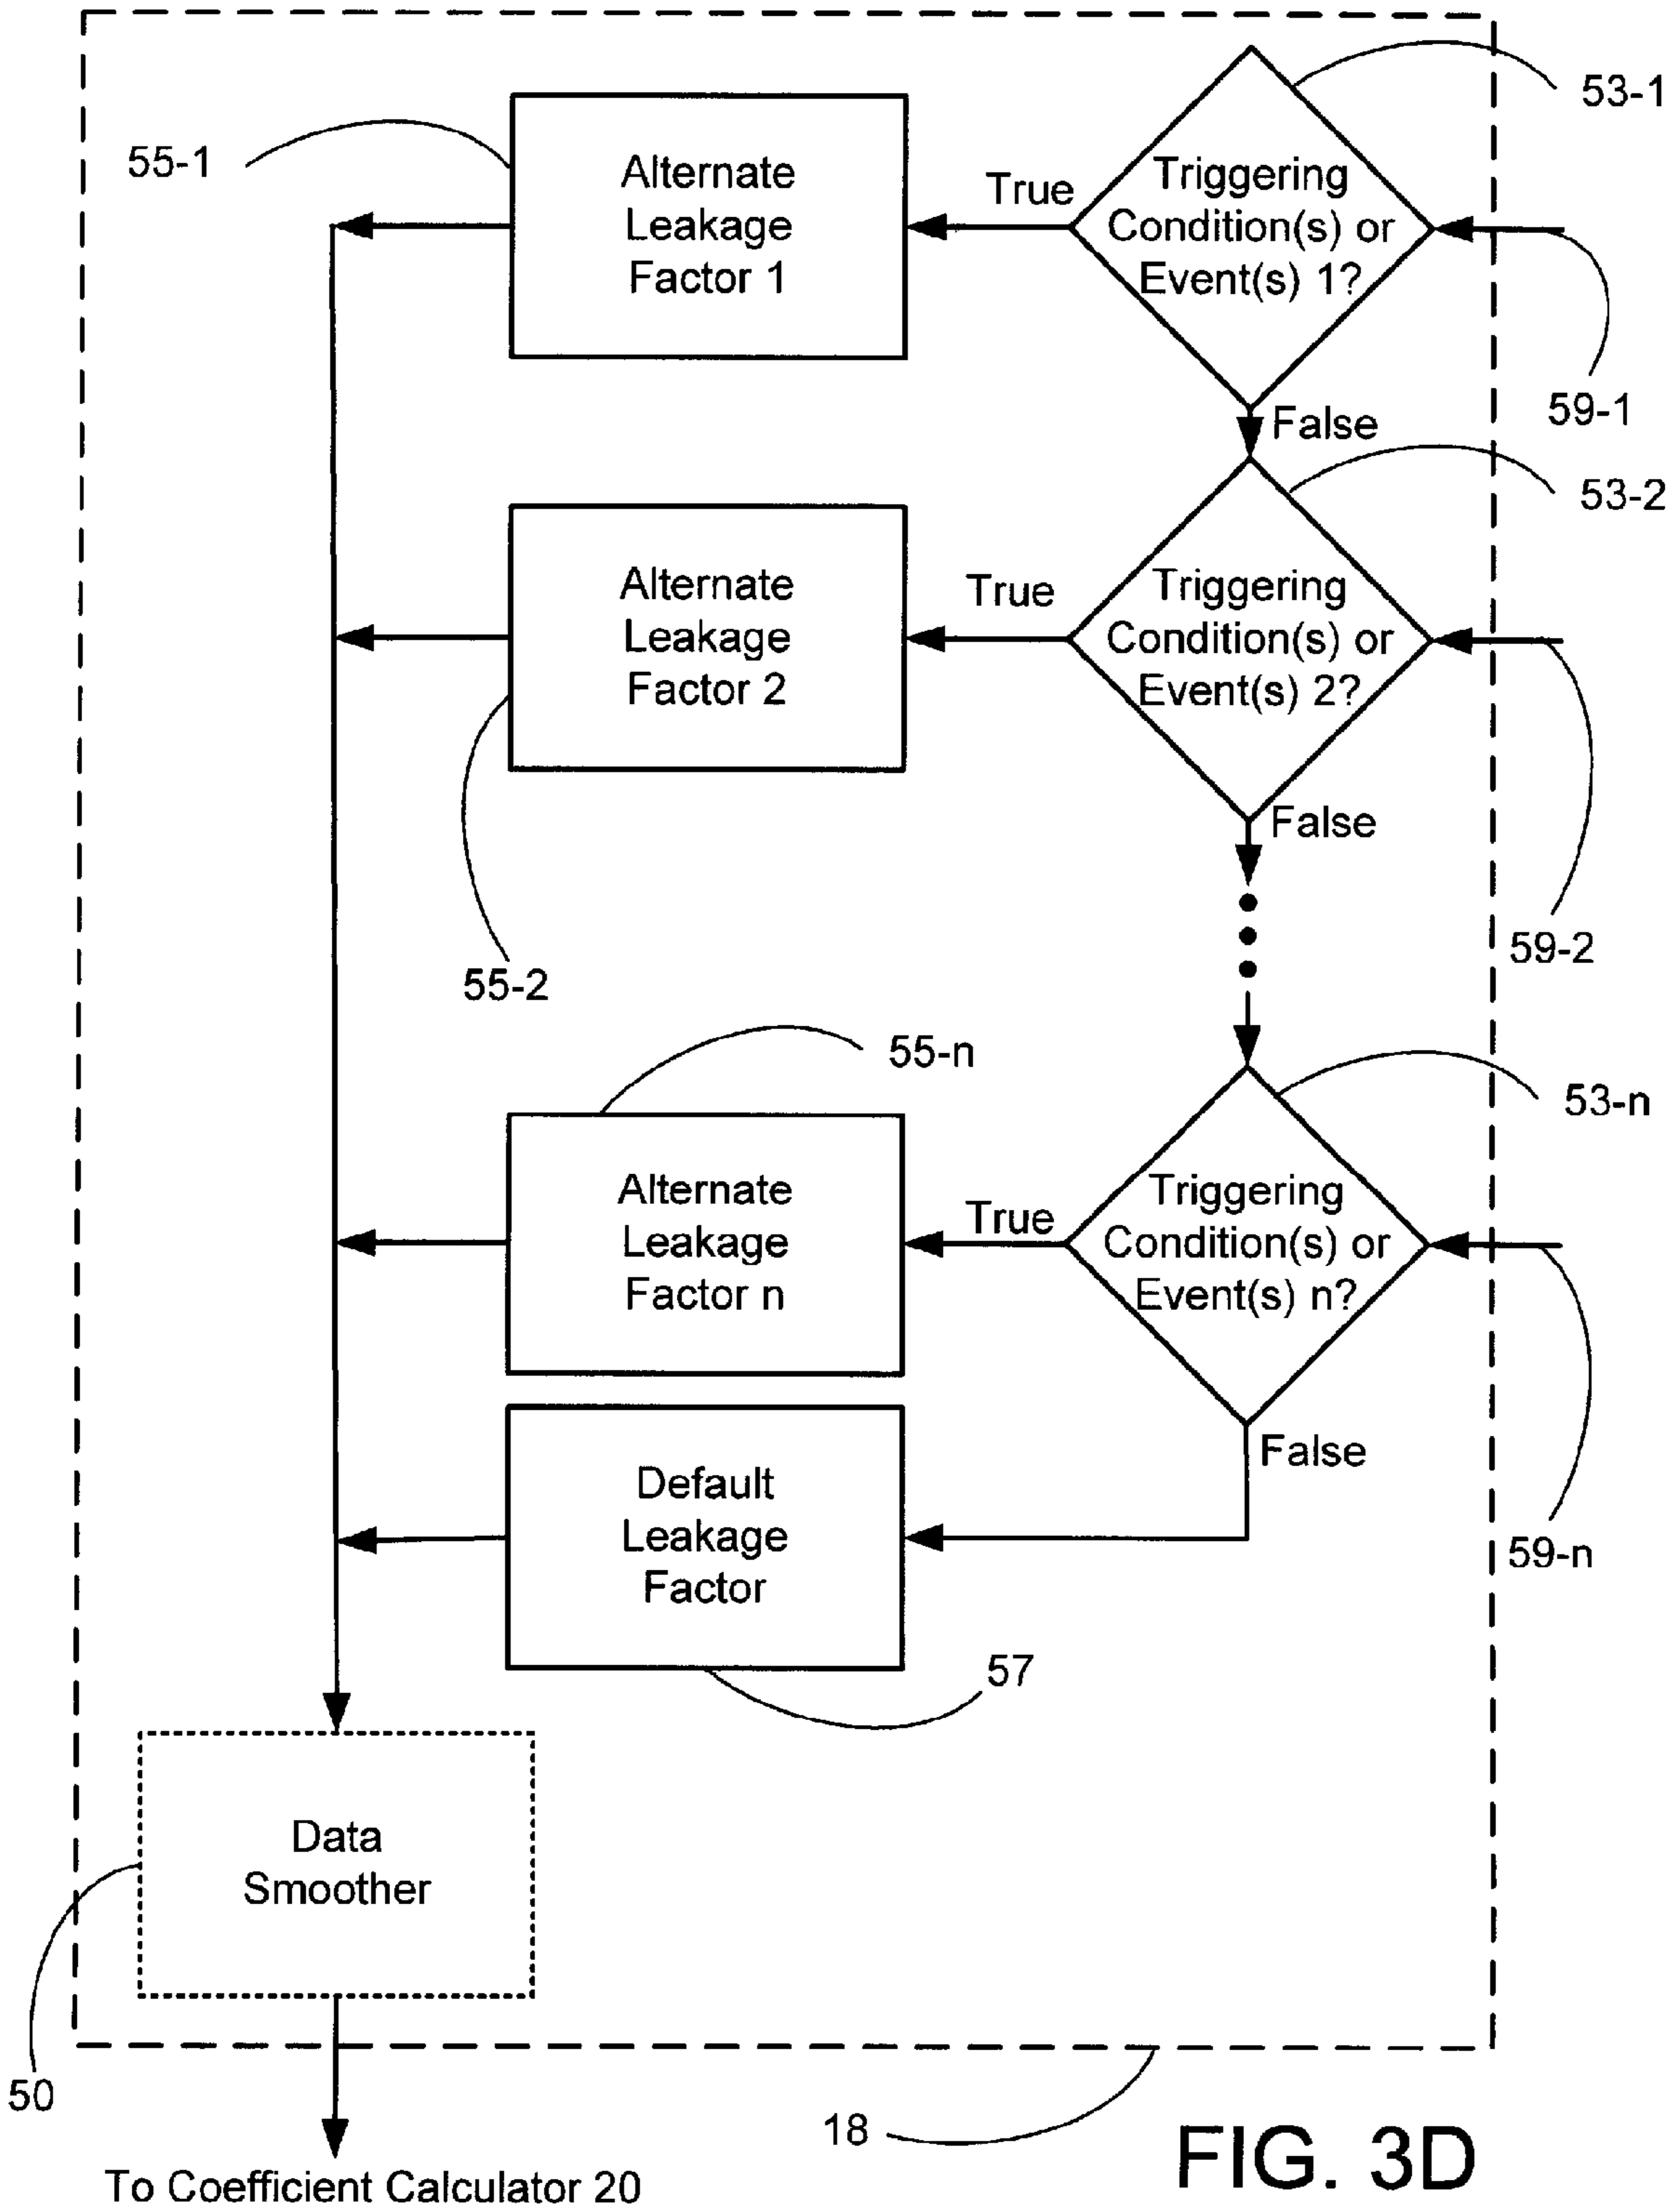 53-1
55-1
Alternate
Leakage
Factor 1
True
Triggering
Condition(s) or
Event(s) 1?
59-1
False
53-2
Alternate
Leakage
Factor 2
True
Triggering
Condition(s) or
Event(s) 2?
False
59-2
55-2
55-n
53-n
Alternate
Leakage
Factor n
True
Triggering
Condition(s) or
Event(s) n?
False
59-n
Default
Leakage
Factor
57
Data
Smoother
50
18
FIG. 3D
To Coefficient Calculator 20